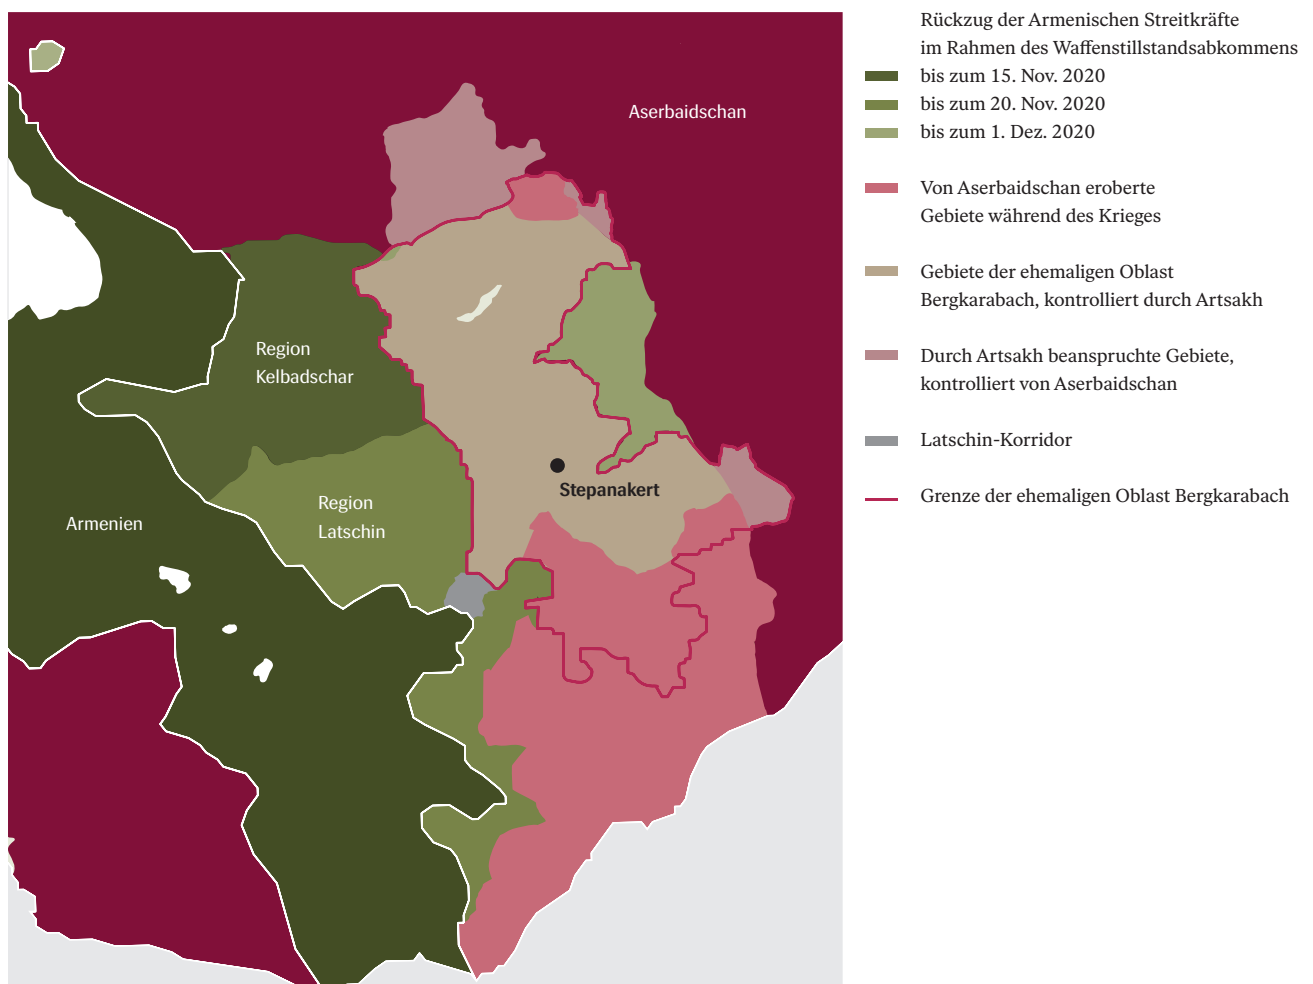 Aserbaidschan
Region
Kelbadschar
Region
Latschin
Armenien
Stepanakert
Rückzug der Armenischen Streitkräfte
im Rahmen des Waffenstillstandsabkommens
bis zum 15. Nov. 2020
bis zum 20. Nov. 2020
bis zum 1. Dez. 2020
Von Aserbaidschan eroberte
Gebiete während des Krieges
Gebiete der ehemaligen Oblast
Bergkarabach, kontrolliert durch Artsakh
Durch Artsakh beanspruchte Gebiete,
kontrolliert von Aserbaidschan
Latschin-Korridor
Grenze der ehemaligen Oblast Bergkarabach